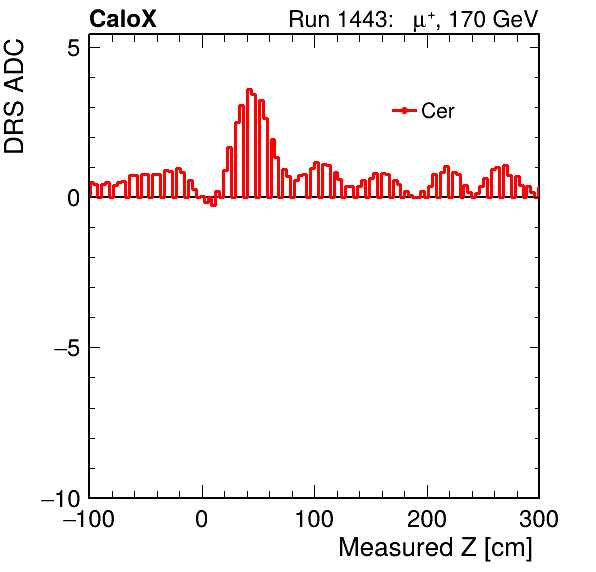 CaloX Run 1443: μ⁺, 170 GeV
DRS ADC
Cer
5
0
−5
−10
−100 0 100 200 300
Measured Z [cm]